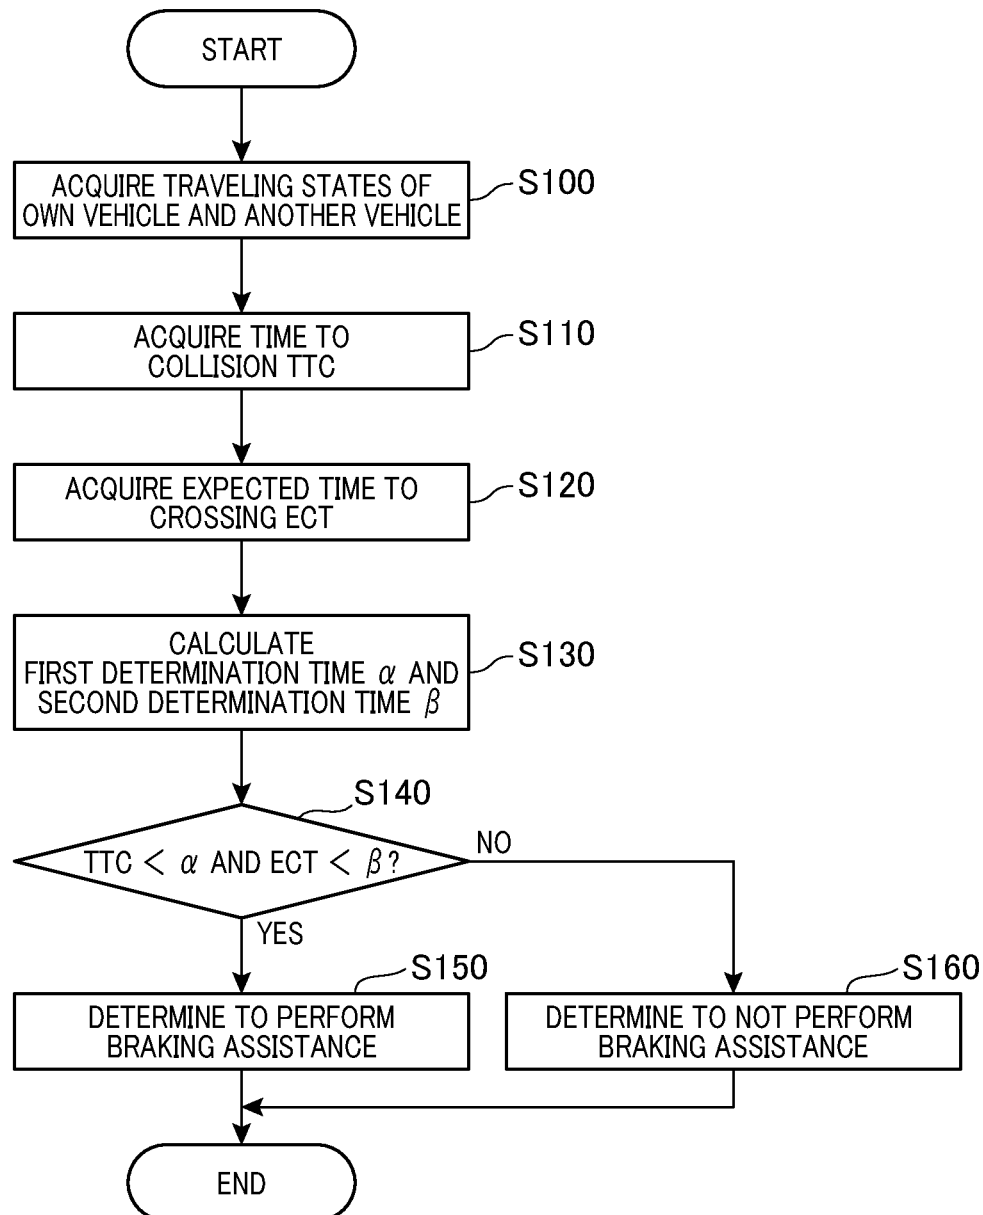 START
ACQUIRE TRAVELING STATES OF
OWN VEHICLE AND ANOTHER VEHICLE
S100
ACQUIRE TIME TO
COLLISION TTC
S110
ACQUIRE EXPECTED TIME TO
CROSSING ECT
S120
CALCULATE
FIRST DETERMINATION TIME α AND
SECOND DETERMINATION TIME β
S130
S140
TTC < α AND ECT < β?
NO
YES
S150
DETERMINE TO PERFORM
BRAKING ASSISTANCE
S160
DETERMINE TO NOT PERFORM
BRAKING ASSISTANCE
END